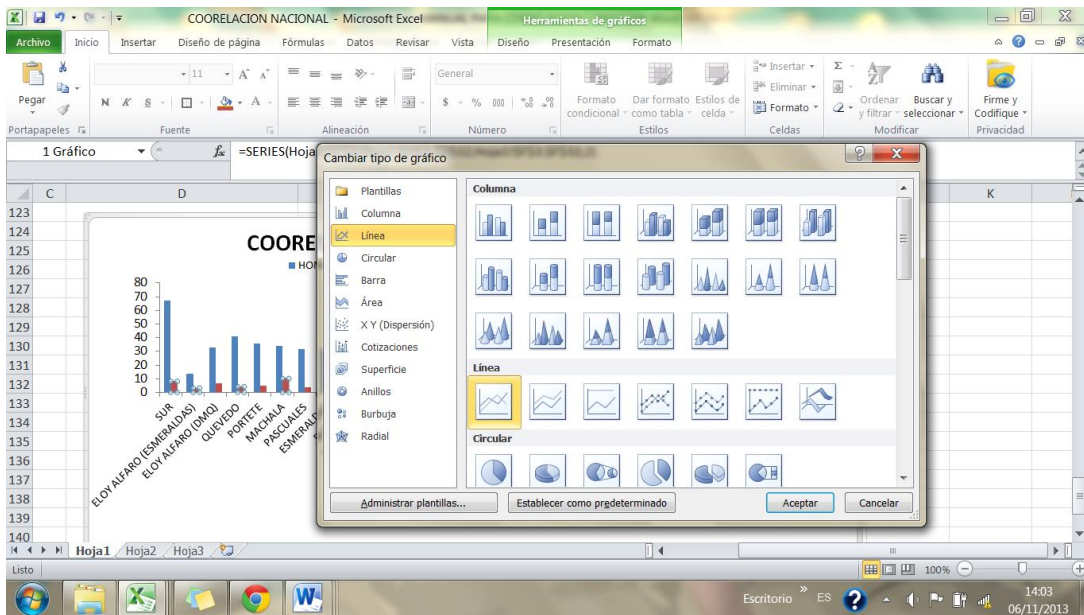 COORELACION NACIONAL - Microsoft Excel
Herramientas de gráficos
Archivo Inicio Insertar Diseño de página Fórmulas Datos Revisar Vista Diseño Presentación Formato
Pegar
N K S
11
A A
General
$ % 000
Formato condicional
Dar formato como tabla
Estilos de celda
Insertar
Eliminar
Formato
Σ
Ordenar y filtrar
Buscar y seleccionar
Firme y Codifique
Portapapeles Fuente Alineación Número Estilos Celdas Modificar Privacidad
1 Gráfico fx =SERIES(Hoja
C D K
123
124
125
126
127
128
129
130
131
132
133
134
135
136
137
138
139
140
COORE
HO
80
70
60
50
40
30
20
10
0
SUR
ELOY ALFARO (ESMERALDAS)
ELOY ALFARO (DMQ)
QUEVEDO
PORTETE
MACHALA
PASCUALES
Cambiar tipo de gráfico
Plantillas
Columna
Línea
Circular
Barra
Área
X Y (Dispersión)
Cotizaciones
Superficie
Anillos
Burbuja
Radial
Columna
Línea
Circular
Administrar plantillas...
Establecer como predeterminado
Aceptar
Cancelar
Hoja1 Hoja2 Hoja3
Listo
100%
Escritorio » ES
14:03
06/11/2013